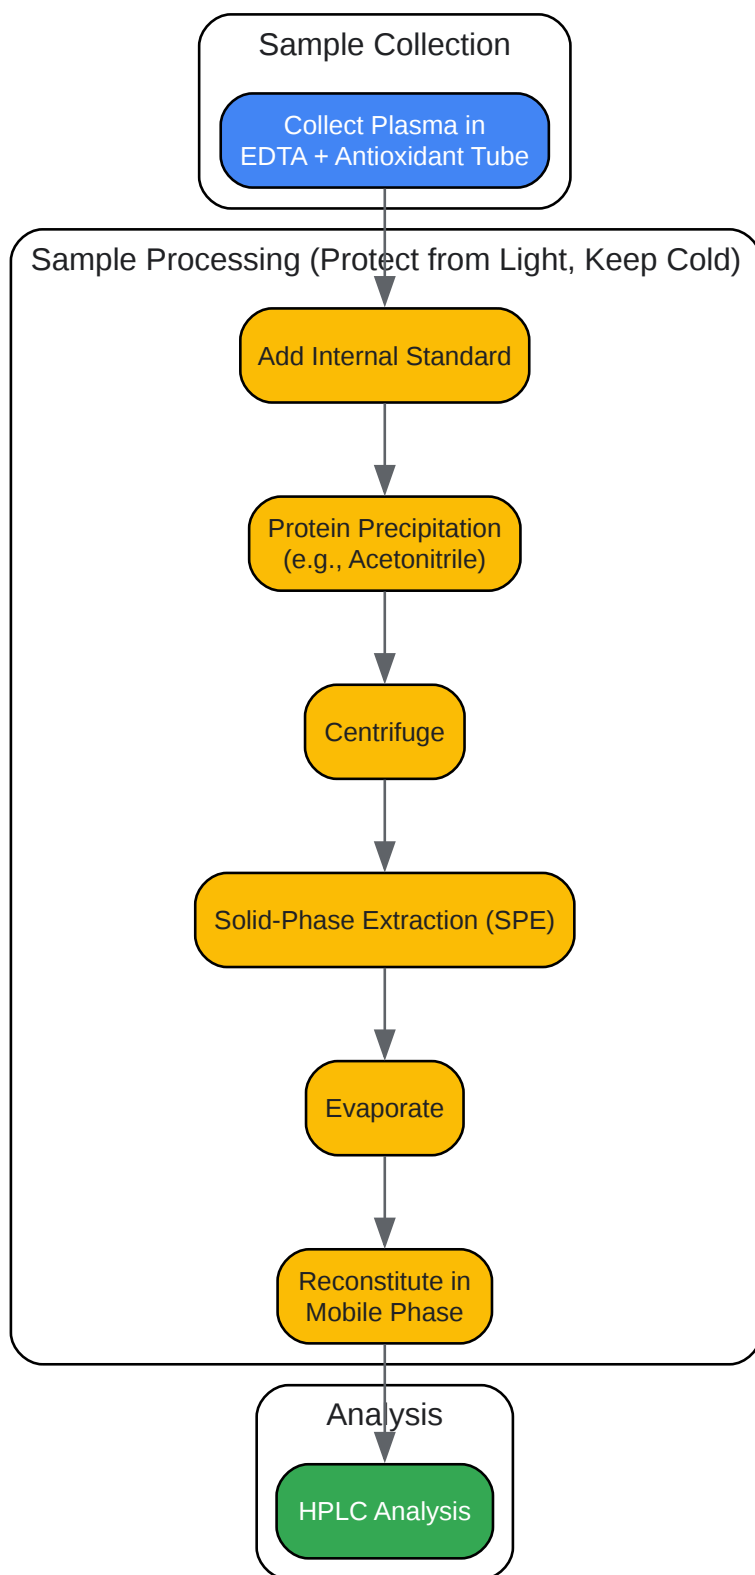 Sample Collection
Collect Plasma in
EDTA + Antioxidant Tube
Sample Processing (Protect from Light, Keep Cold)
Add Internal Standard
Protein Precipitation
(e.g., Acetonitrile)
Centrifuge
Solid-Phase Extraction (SPE)
Evaporate
Reconstitute in
Mobile Phase
Analysis
HPLC Analysis